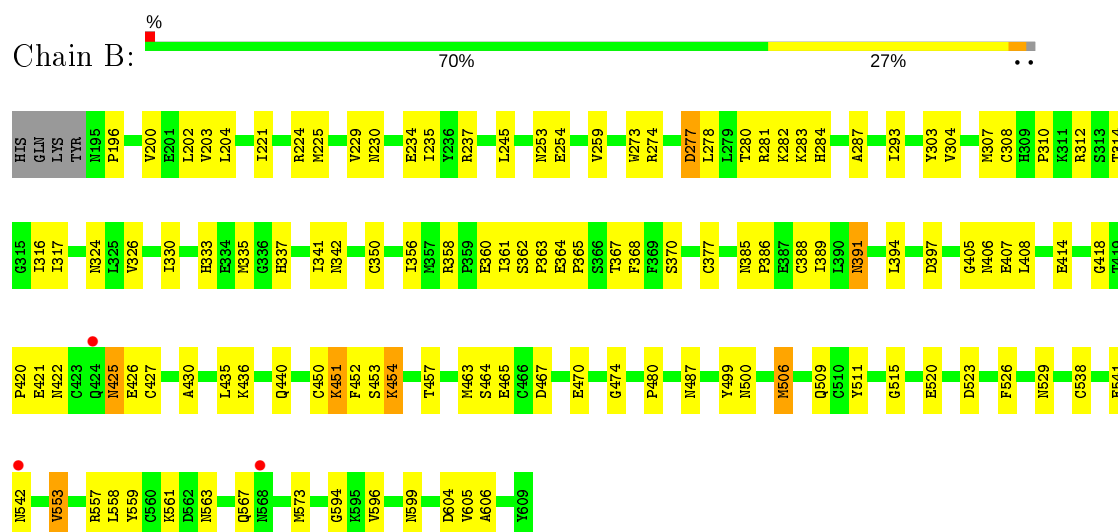 %
Chain B:
70% 27% • •
HIS GLN LYS TYR N195 P196 V200 E201 L202 V203 L204 I221 R224 M225 V229 N230 E234 I235 Y236 R237 L245 N253 E254 V259 W273 R274 D277 L278 L279 T280 R281 K282 K283 H284 A287 I293 Y303 V304 M307 C308 H309 P310 K311 R312 S313 T314
G315 I316 I317 N324 L325 V326 I330 H333 E334 M335 G336 H337 I341 N342 C350 I356 M357 R358 P359 E360 I361 S362 P363 E364 P365 S366 T367 F368 F369 S370 C377 N385 P386 E387 C388 I389 L390 N391 L394 D397 G405 N406 E407 L408 E414 G418 T419
P420 E421 N422 C423 Q424 N425 E426 C427 A430 L435 K436 Q440 C450 K451 F452 S453 K454 T457 M463 S464 E465 C466 D467 E470 G474 P480 N487 Y499 N500 M506 Q509 C510 Y511 G515 E520 D523 F526 N529 C538 E541
N542 V553 R557 L558 Y559 C560 K561 D562 N563 Q567 N568 M573 G594 K595 V596 N599 D604 V605 A606 Y609